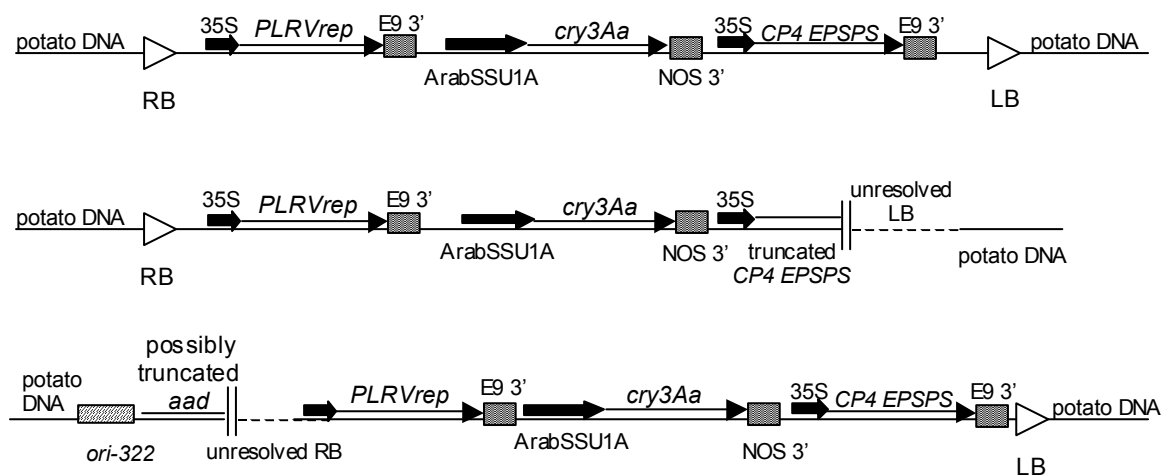 35S PLRVrep E9 3' 35S CP4 EPSPS E9 3'
potato DNA cry3Aa potato DNA
ArabSSU1A NOS 3'
RB LB
35S PLRVrep E9 3' cry3Aa 35S unresolved
LB
potato DNA
ArabSSU1A NOS 3' truncated
CP4 EPSPS potato DNA
RB
possibly
truncated
aad
potato
DNA
PLRVrep E9 3' cry3Aa 35S CP4 EPSPS E9 3' potato DNA
ori-322 unresolved RB ArabSSU1A NOS 3' LB